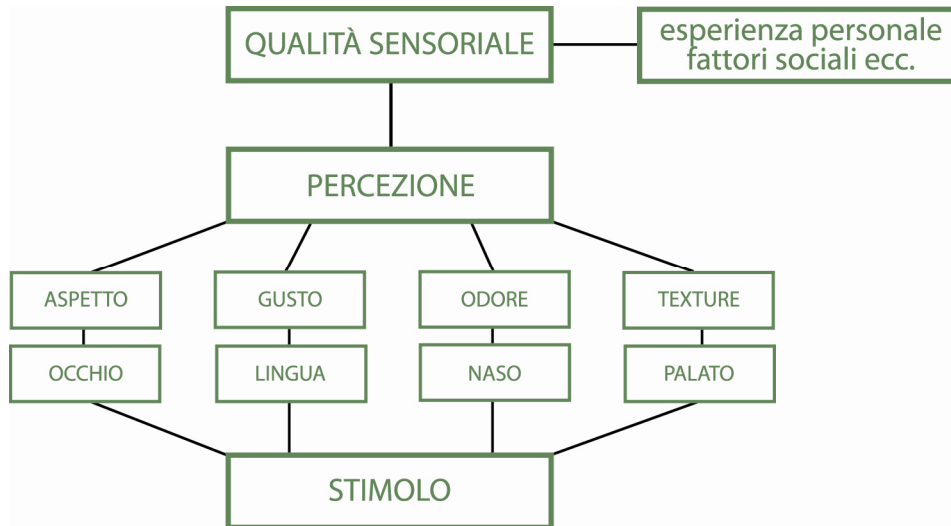 QUALITÀ SENSORIALE
esperienza personale
fattori sociali ecc.
PERCEZIONE
ASPETTO
GUSTO
ODORE
TEXTURE
OCCHIO
LINGUA
NASO
PALATO
STIMOLO